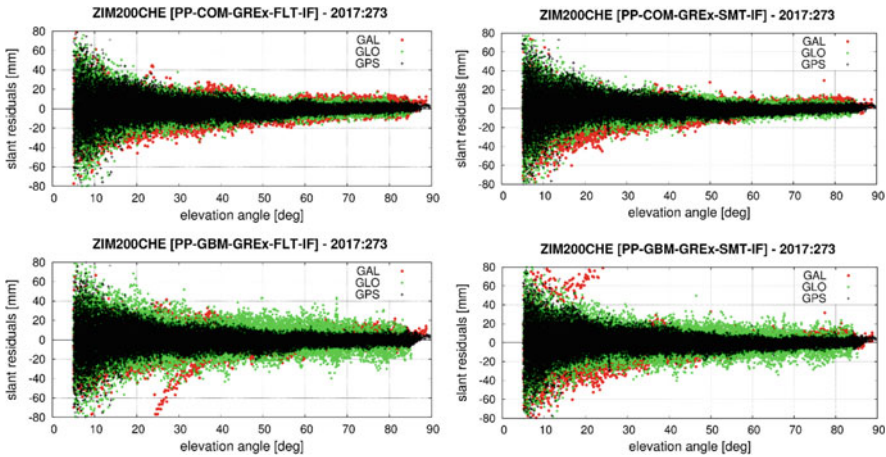 ZIM200CHE [PP-COM-GREx-FLT-IF] - 2017:273
slant residuals [mm]
80
60
40
20
0
-20
-40
-60
-80
GAL
GLO
GPS
0 10 20 30 40 50 60 70 80 90
elevation angle [deg]
ZIM200CHE [PP-COM-GREx-SMT-IF] - 2017:273
slant residuals [mm]
80
60
40
20
0
-20
-40
-60
-80
GAL
GLO
GPS
0 10 20 30 40 50 60 70 80 90
elevation angle [deg]
ZIM200CHE [PP-GBM-GREx-FLT-IF] - 2017:273
slant residuals [mm]
80
60
40
20
0
-20
-40
-60
-80
GAL
GLO
GPS
0 10 20 30 40 50 60 70 80 90
elevation angle [deg]
ZIM200CHE [PP-GBM-GREx-SMT-IF] - 2017:273
slant residuals [mm]
80
60
40
20
0
-20
-40
-60
-80
GAL
GLO
GPS
0 10 20 30 40 50 60 70 80 90
elevation angle [deg]